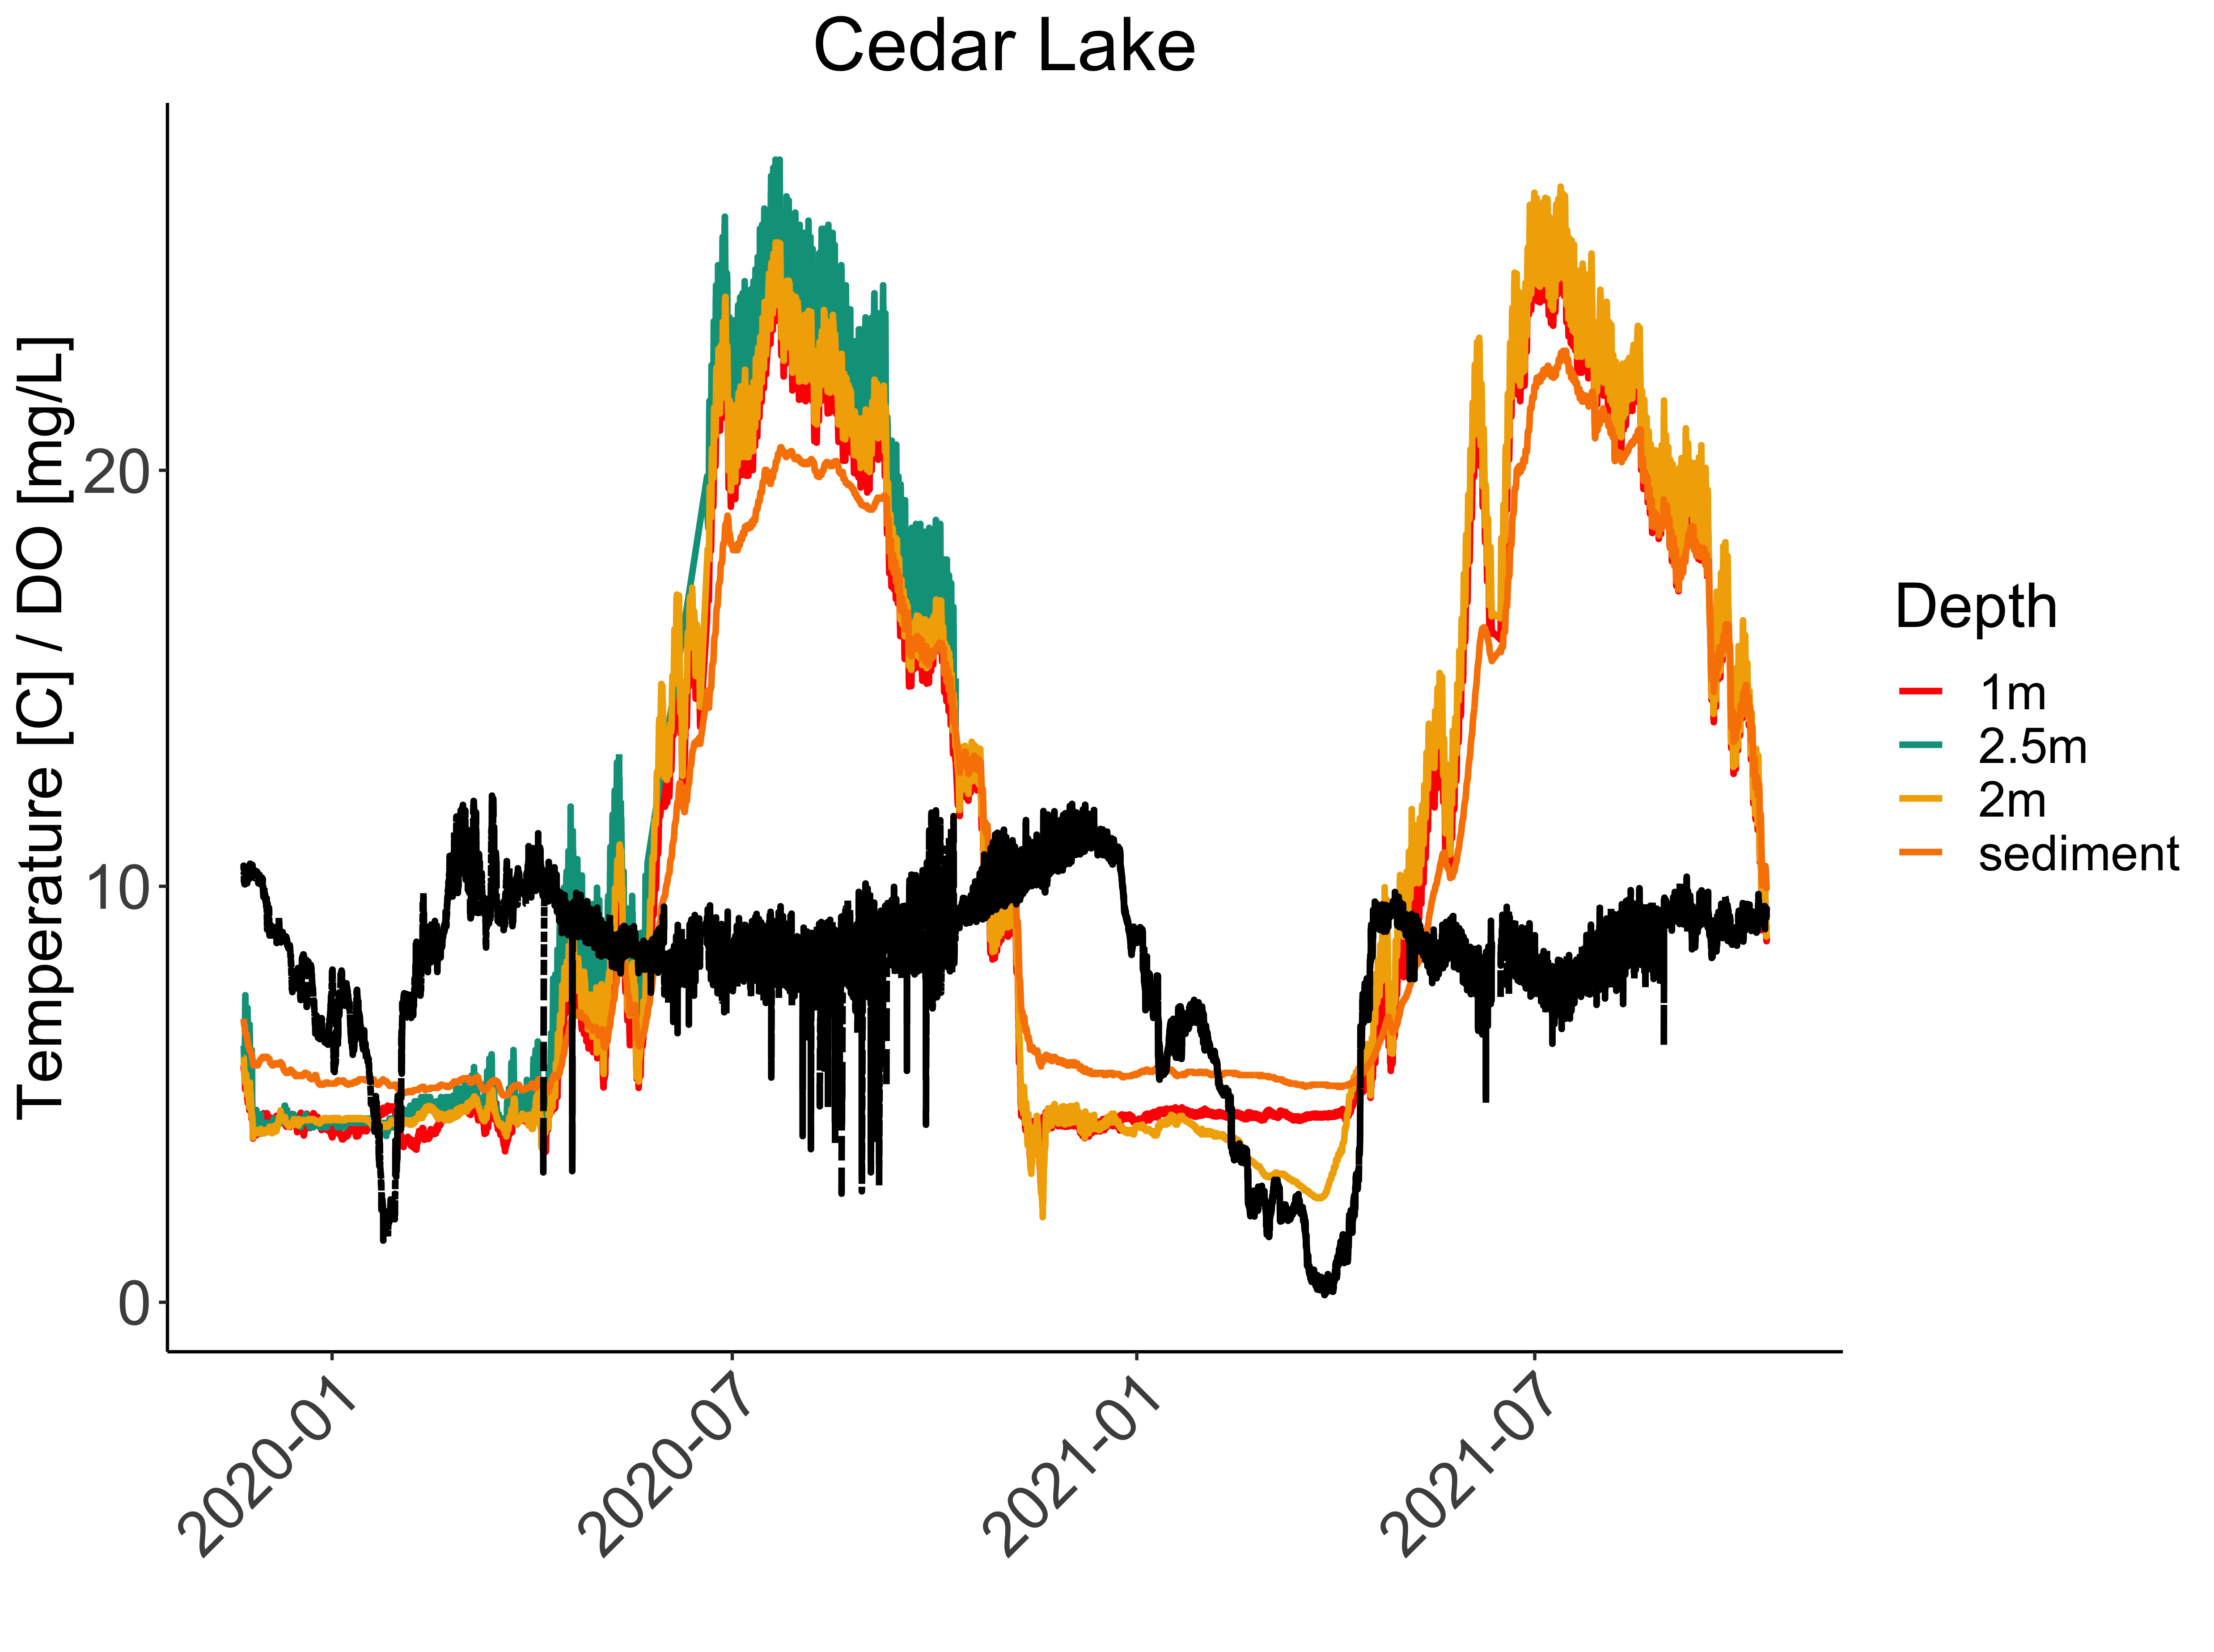 Cedar Lake
Temperature [C] / DO [mg/L]
20
10
0
2020-01
2020-07
2021-01
2021-07
Depth
1m
2.5m
2m
sediment